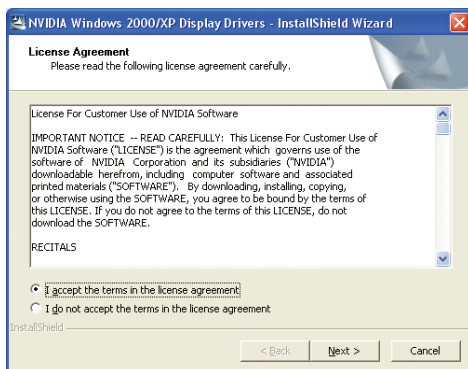 NVIDIA Windows 2000/XP Display Drivers - InstallShield Wizard
License Agreement
Please read the following license agreement carefully.
License For Customer Use of NVIDIA Software
IMPORTANT NOTICE -- READ CAREFULLY: This License For Customer Use of
NVIDIA Software ("LICENSE") is the agreement which governs use of the
software of NVIDIA Corporation and its subsidiaries ("NVIDIA")
downloadable herefrom, including computer software and associated
printed materials ("SOFTWARE"). By downloading, installing, copying,
or otherwise using the SOFTWARE, you agree to be bound by the terms of
this LICENSE. If you do not agree to the terms of this LICENSE, do not
download the SOFTWARE.
RECITALS
I accept the terms in the license agreement
I do not accept the terms in the license agreement
InstallShield
< Back Next > Cancel